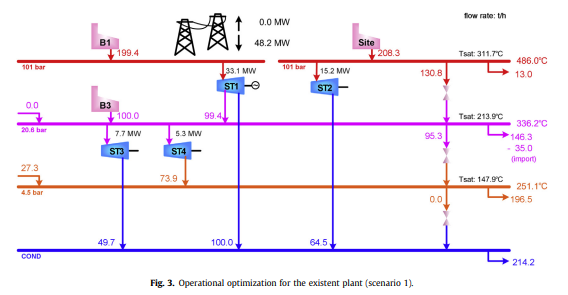 flow rate: t/h
B1
0.0 MW
48.2 MW
Site
199.4
208.3
Tsat: 311.7°C
486.0°C
101 bar
101 bar
33.1 MW
15.2 MW
130.8
13.0
ST1
ST2
0.0
B3
100.0
99.4
Tsat: 213.9°C
336.2°C
20.6 bar
7.7 MW
5.3 MW
95.3
146.3
- 35.0
(import)
ST3
ST4
27.3
73.9
Tsat: 147.9°C
251.1°C
4.5 bar
0.0
196.5
49.7
100.0
64.5
COND
214.2
Fig. 3. Operational optimization for the existent plant (scenario 1).